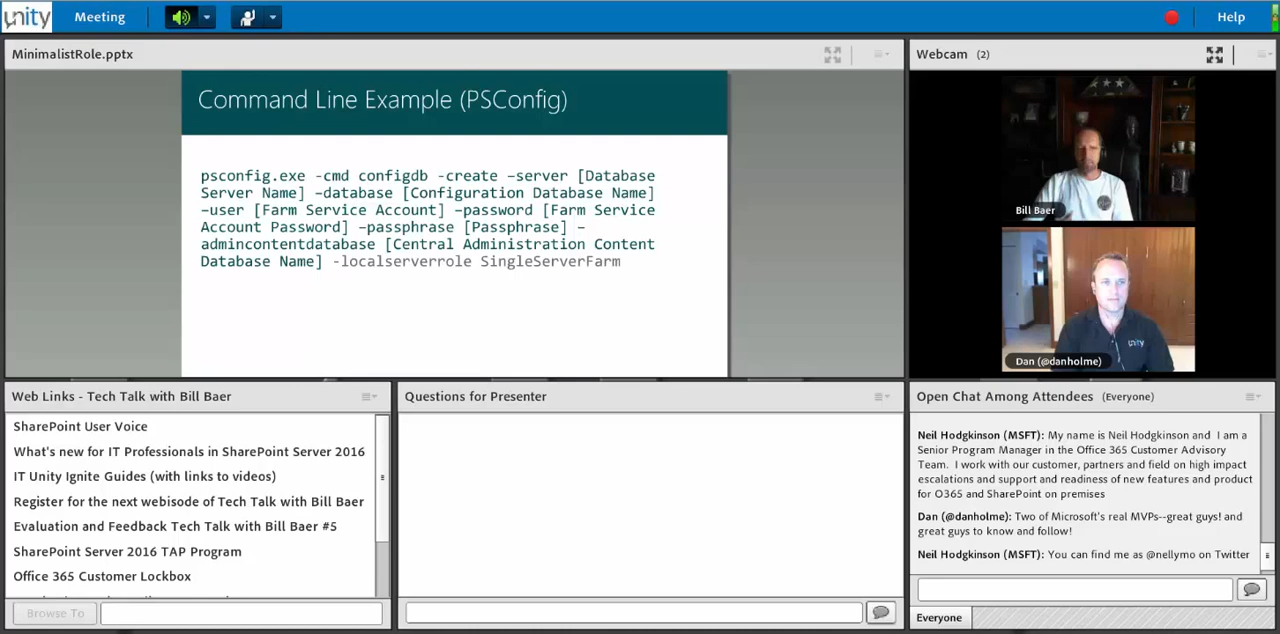 unity
Meeting
Help
MinimalistRole.pptx
Command Line Example (PSConfig)
psconfig.exe -cmd configdb -create –server [Database
Server Name] –database [Configuration Database Name]
–user [Farm Service Account] –password [Farm Service
Account Password] –passphrase [Passphrase] –
admincontentdatabase [Central Administration Content
Database Name] -localserverrole SingleServerFarm
Webcam (2)
Bill Baer
unity
Dan (@danholme)
Web Links - Tech Talk with Bill Baer
SharePoint User Voice
What's new for IT Professionals in SharePoint Server 2016
IT Unity Ignite Guides (with links to videos)
Register for the next webisode of Tech Talk with Bill Baer
Evaluation and Feedback Tech Talk with Bill Baer #5
SharePoint Server 2016 TAP Program
Office 365 Customer Lockbox
Browse To
Questions for Presenter
Open Chat Among Attendees (Everyone)
Neil Hodgkinson (MSFT): My name is Neil Hodgkinson and I am a
Senior Program Manager in the Office 365 Customer Advisory
Team. I work with our customer, partners and field on high impact
escalations and support and readiness of new features and product
for O365 and SharePoint on premises
Dan (@danholme): Two of Microsoft's real MVPs--great guys! and
great guys to know and follow!
Neil Hodgkinson (MSFT): You can find me as @nellymo on Twitter
Everyone